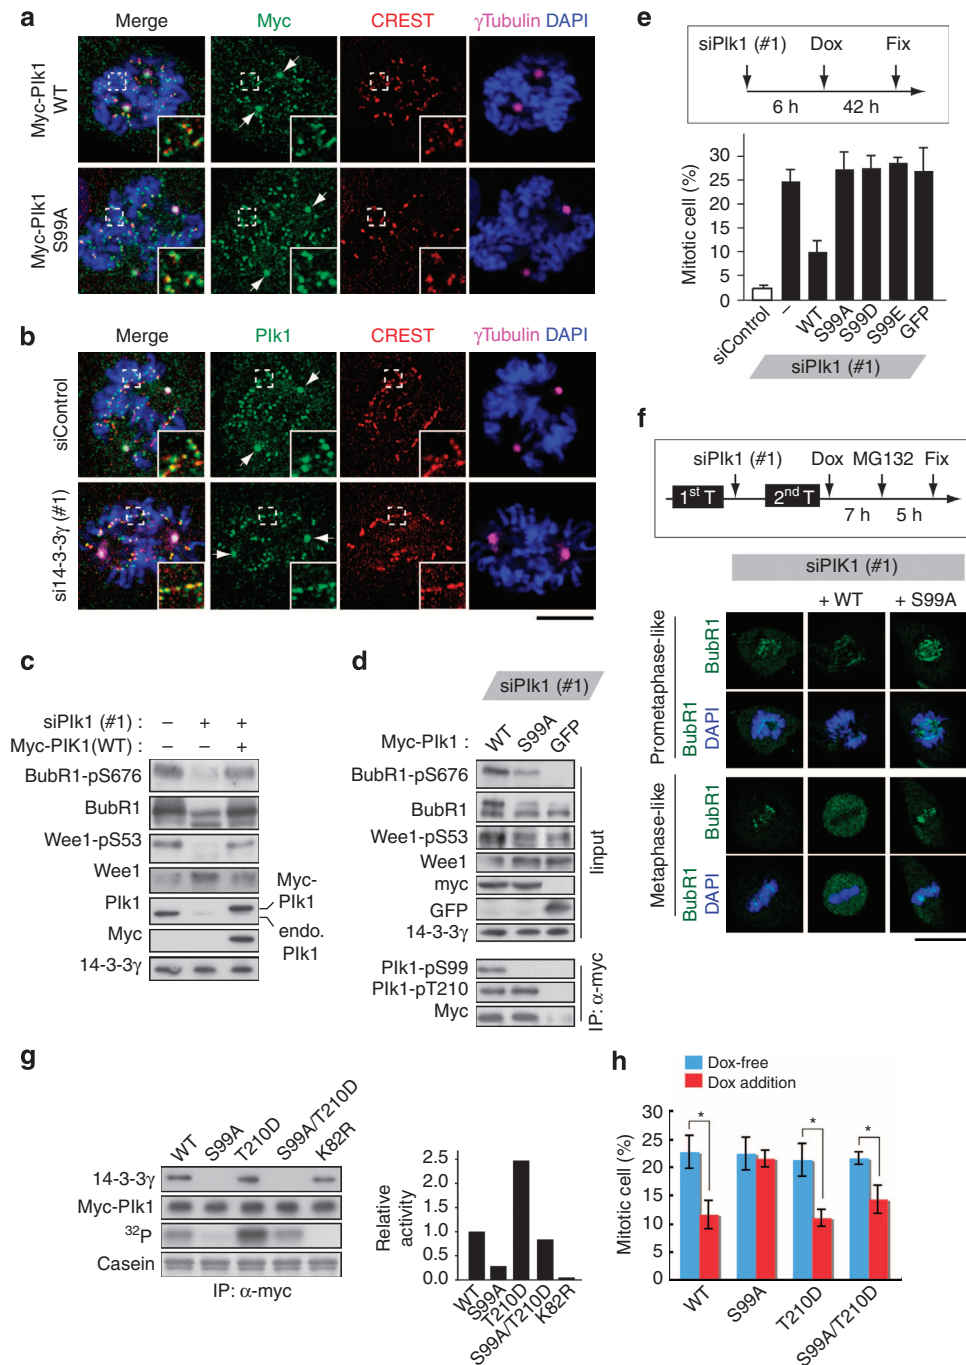 a
Merge Myc CREST γTubulin DAPI
Myc-Plk1
WT
Myc-Plk1
S99A
b
Merge Plk1 CREST γTubulin DAPI
siControl
si14-3-3γ (#1)
c
siPlk1 (#1) : – + +
Myc-PlK1(WT) : – – +
BubR1-pS676
BubR1
Wee1-pS53
Wee1
Plk1
Myc
14-3-3γ
Myc-
Plk1
endo.
Plk1
d
siPlk1 (#1)
Myc-Plk1 : WT S99A GFP
BubR1-pS676
BubR1
Wee1-pS53
Wee1
myc
GFP
14-3-3γ
Iinput
Plk1-pS99
Plk1-pT210
Myc
IP: α-myc
e
siPlk1 (#1) Dox Fix
6 h 42 h
Mitotic cell (%)
30
25
20
15
10
5
0
siControl – WT S99A S99D S99E GFP
siPlk1 (#1)
f
siPlk1 (#1) Dox MG132 Fix
1st T 2nd T
7 h 5 h
siPlK1 (#1)
+ WT + S99A
Prometaphase-like
BubR1
BubR1
DAPI
Metaphase-like
BubR1
BubR1
DAPI
g
WT S99A T210D S99A/T210D K82R
14-3-3γ
Myc-Plk1
32P
Casein
IP: α-myc
Relative
activity
2.5
2.0
1.5
1.0
0.5
0.0
WT S99A T210D S99A/T210D K82R
h
Dox-free
Dox addition
Mitotic cell (%)
30
25
20
15
10
5
0
* * *
WT S99A T210D S99A/T210D